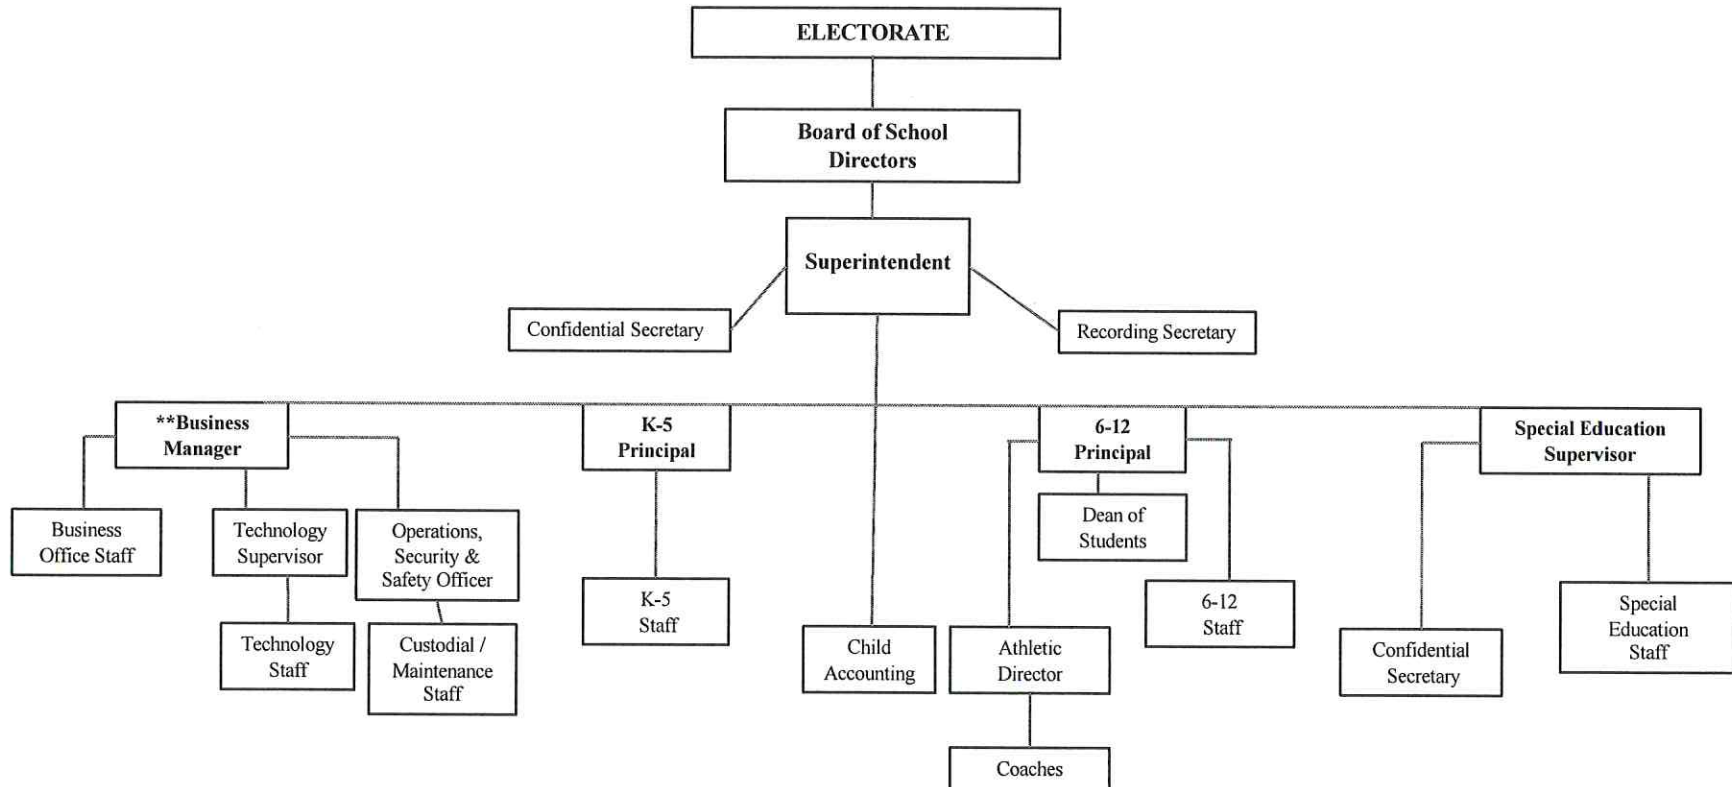 ELECTORATE
Board of School
Directors
Superintendent
Confidential Secretary
Recording Secretary
**Business
Manager
K-5
Principal
6-12
Principal
Special Education
Supervisor
Business
Office Staff
Technology
Supervisor
Operations,
Security &
Safety Officer
Dean of
Students
K-5
Staff
6-12
Staff
Special
Education
Staff
Technology
Staff
Custodial /
Maintenance
Staff
Child
Accounting
Athletic
Director
Confidential
Secretary
Coaches